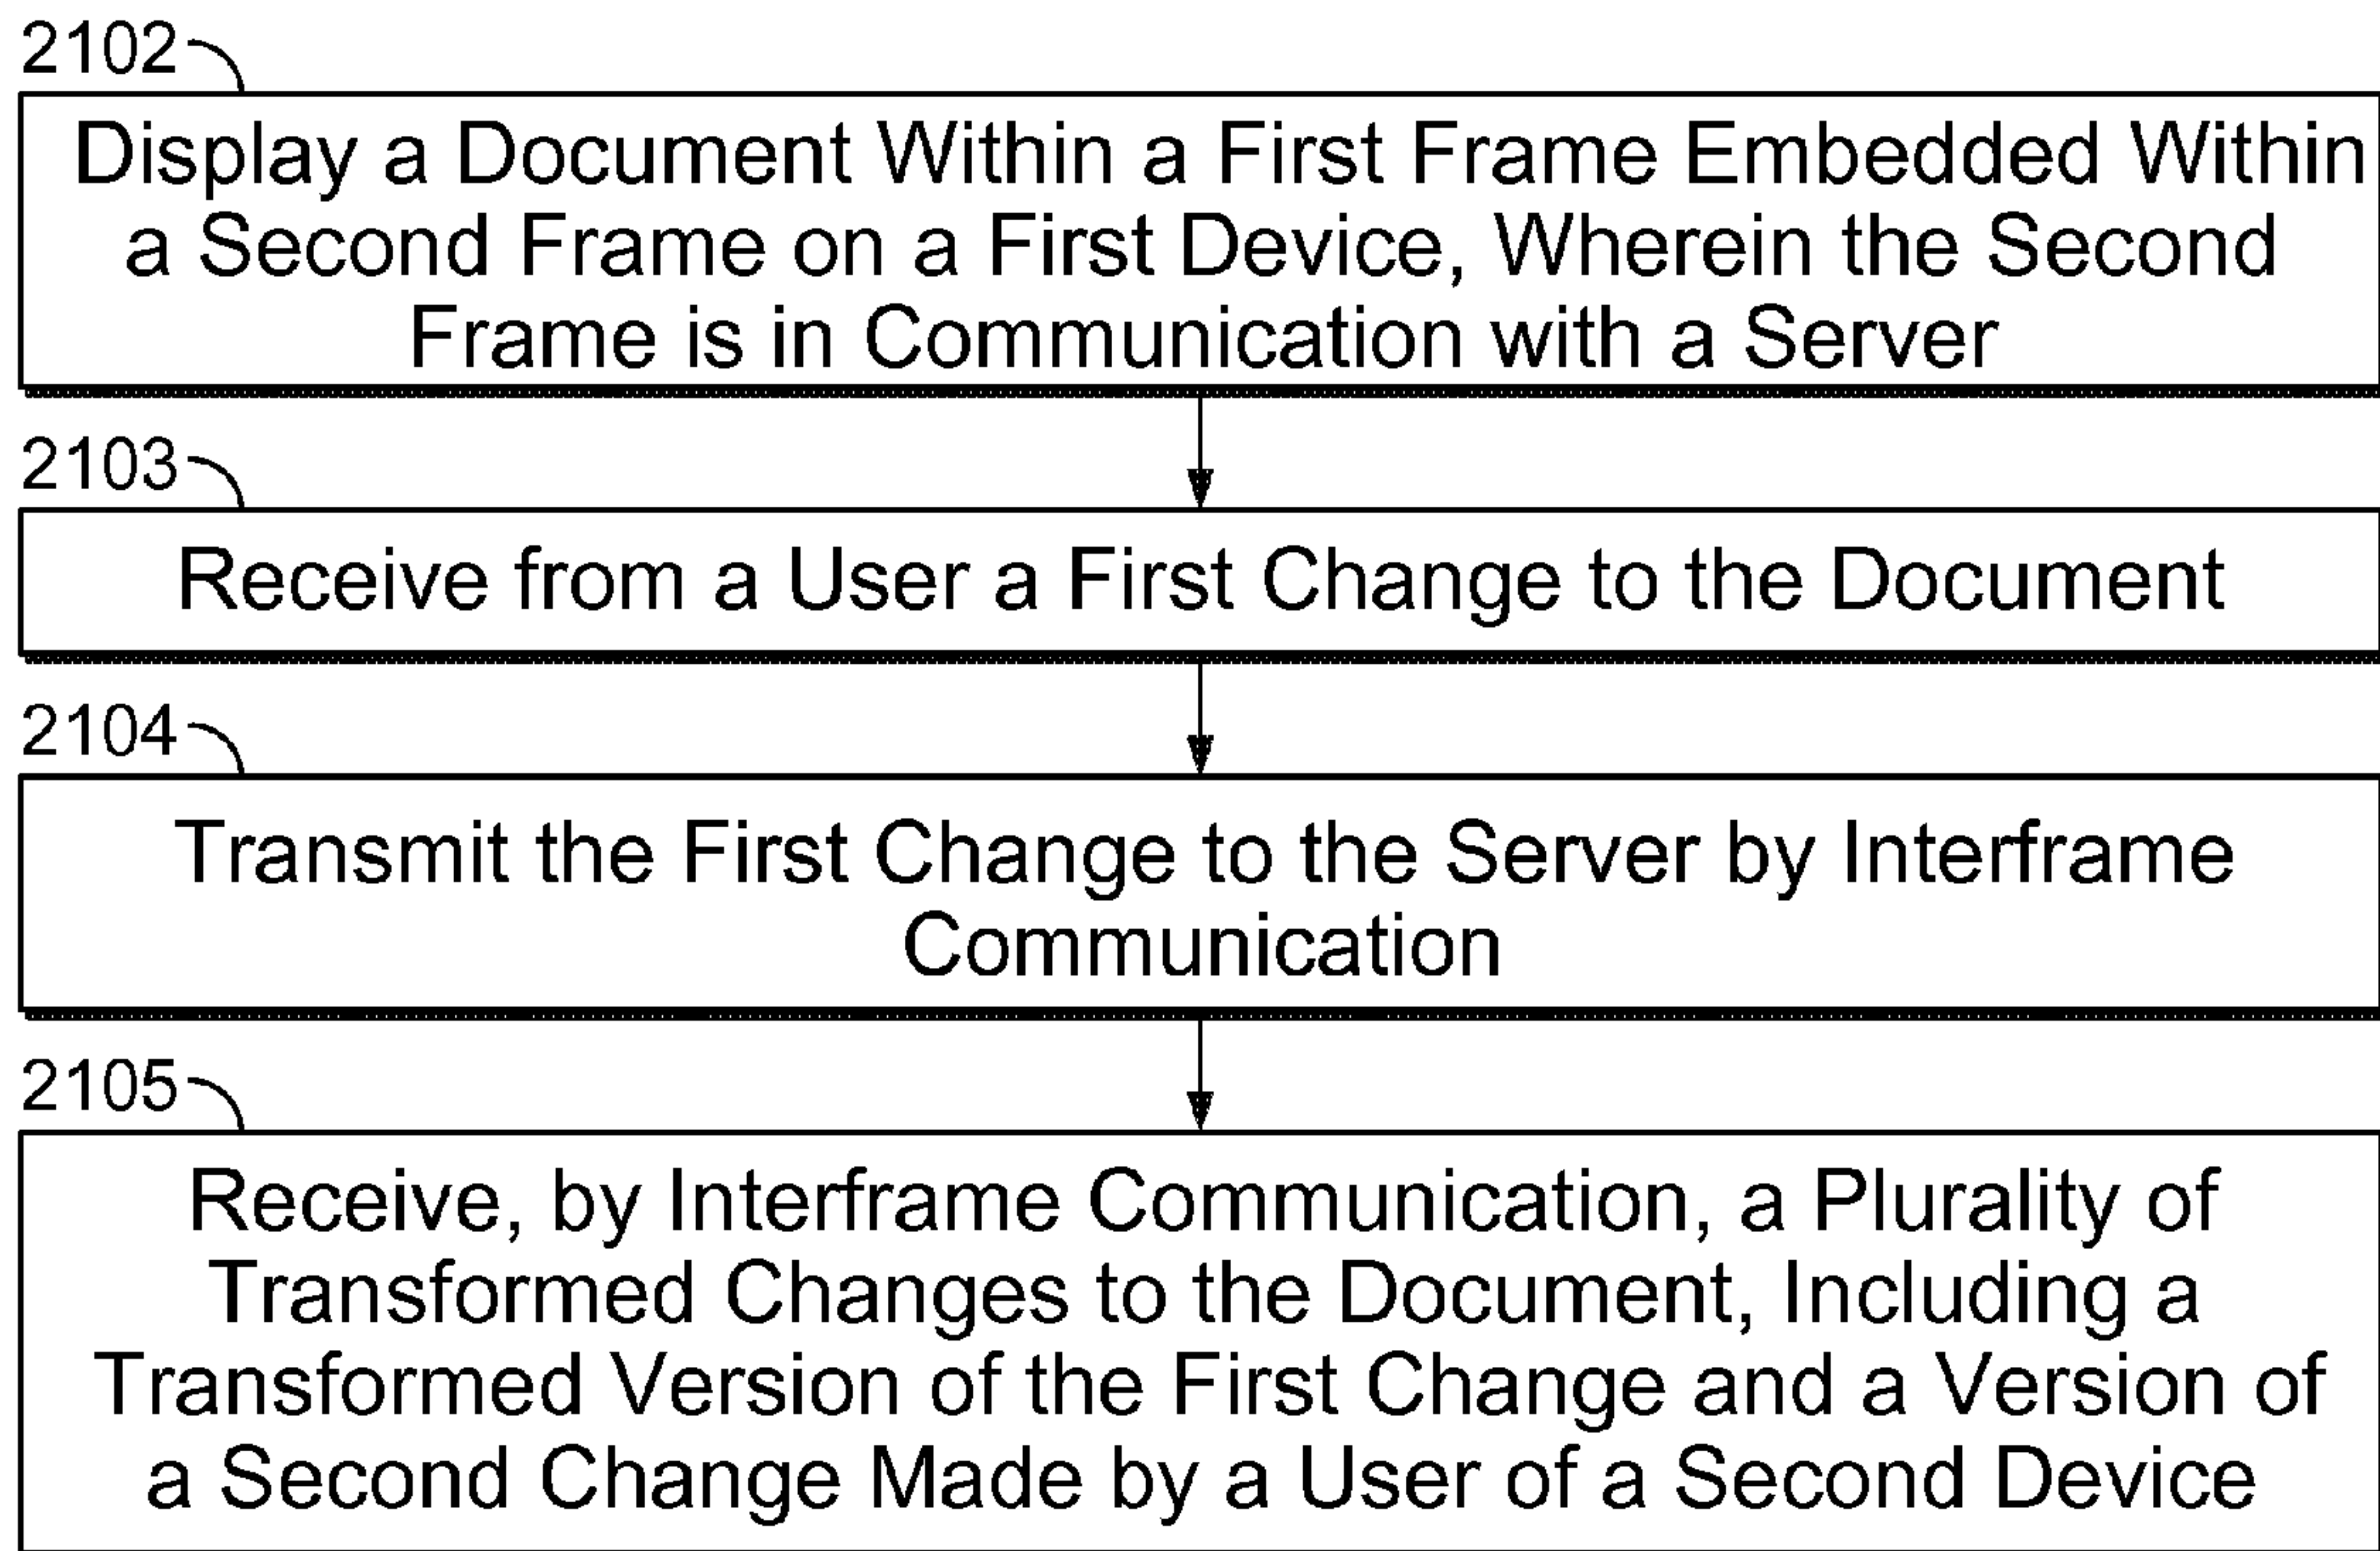 2102
Display a Document Within a First Frame Embedded Within
a Second Frame on a First Device, Wherein the Second
Frame is in Communication with a Server
2103
Receive from a User a First Change to the Document
2104
Transmit the First Change to the Server by Interframe
Communication
2105
Receive, by Interframe Communication, a Plurality of
Transformed Changes to the Document, Including a
Transformed Version of the First Change and a Version of
a Second Change Made by a User of a Second Device